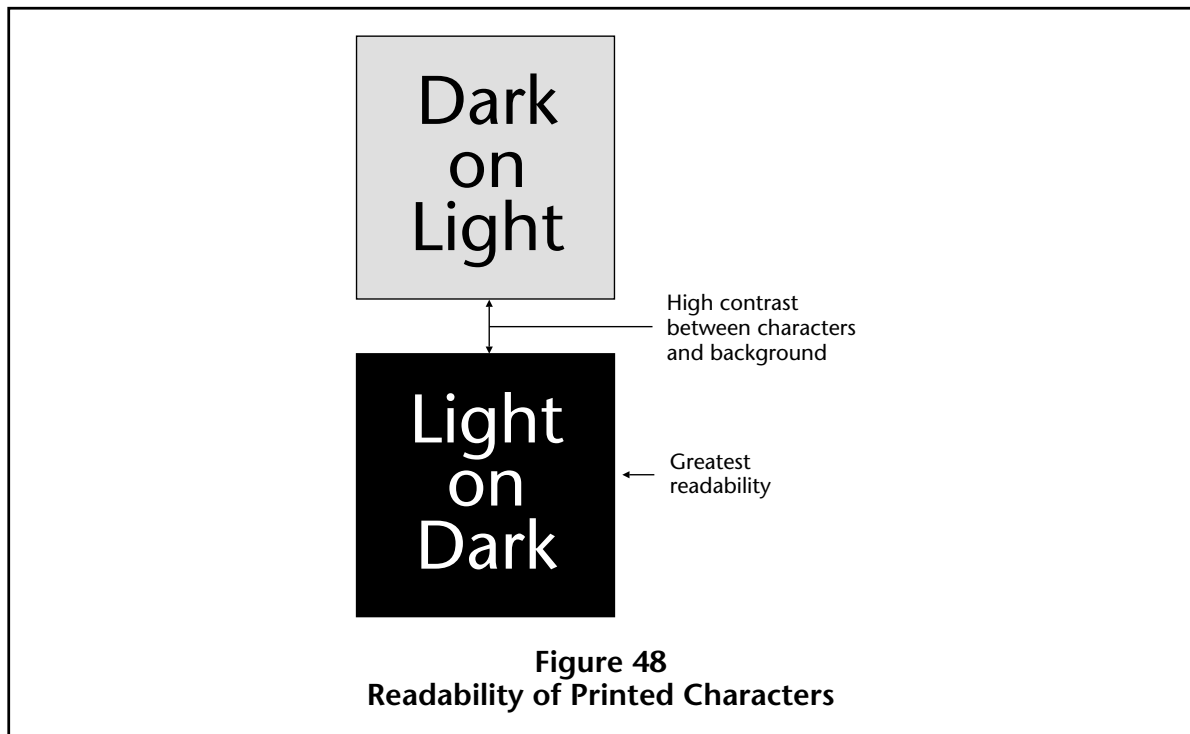 Dark
on
Light
High contrast
between characters
and background
Light
on
Dark
Greatest
readability
Figure 48
Readability of Printed Characters